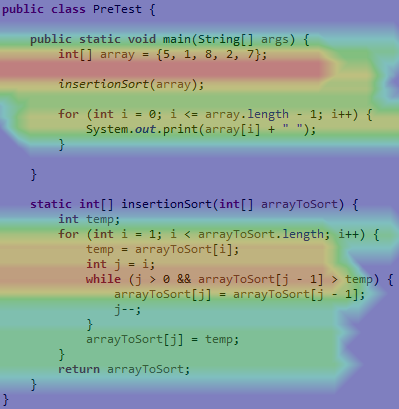 public class PreTest {
    public static void main(String[] args) {
        int[] array = {5, 1, 8, 2, 7};
        insertionSort(array);
        for (int i = 0; i <= array.length - 1; i++) {
            System.out.print(array[i] + " ");
        }
    }
    static int[] insertionSort(int[] arrayToSort) {
        int temp;
        for (int i = 1; i < arrayToSort.length; i++) {
            temp = arrayToSort[i];
            int j = i;
            while (j > 0 && arrayToSort[j - 1] > temp) {
                arrayToSort[j] = arrayToSort[j - 1];
                j--;
            }
            arrayToSort[j] = temp;
        }
        return arrayToSort;
    }
}